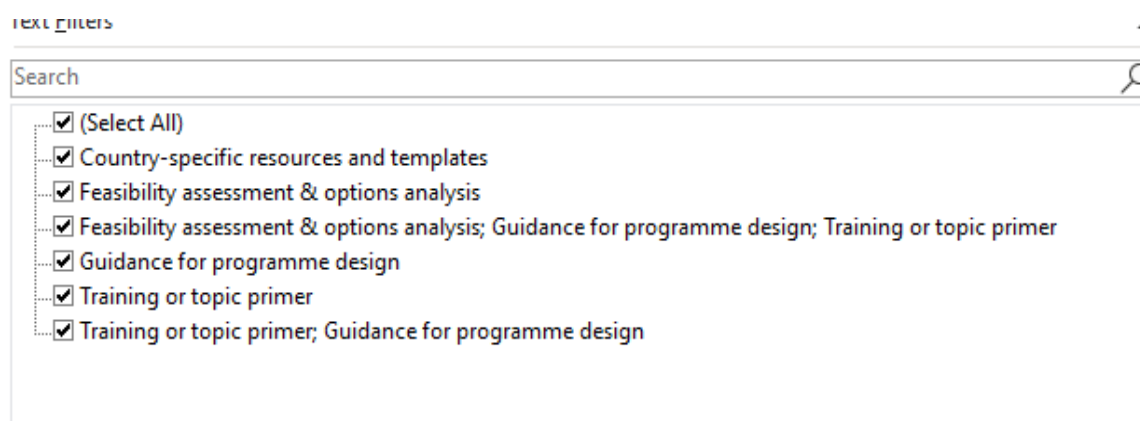 Text Filters
Search
(Select All)
Country-specific resources and templates
Feasibility assessment & options analysis
Feasibility assessment & options analysis; Guidance for programme design; Training or topic primer
Guidance for programme design
Training or topic primer
Training or topic primer; Guidance for programme design